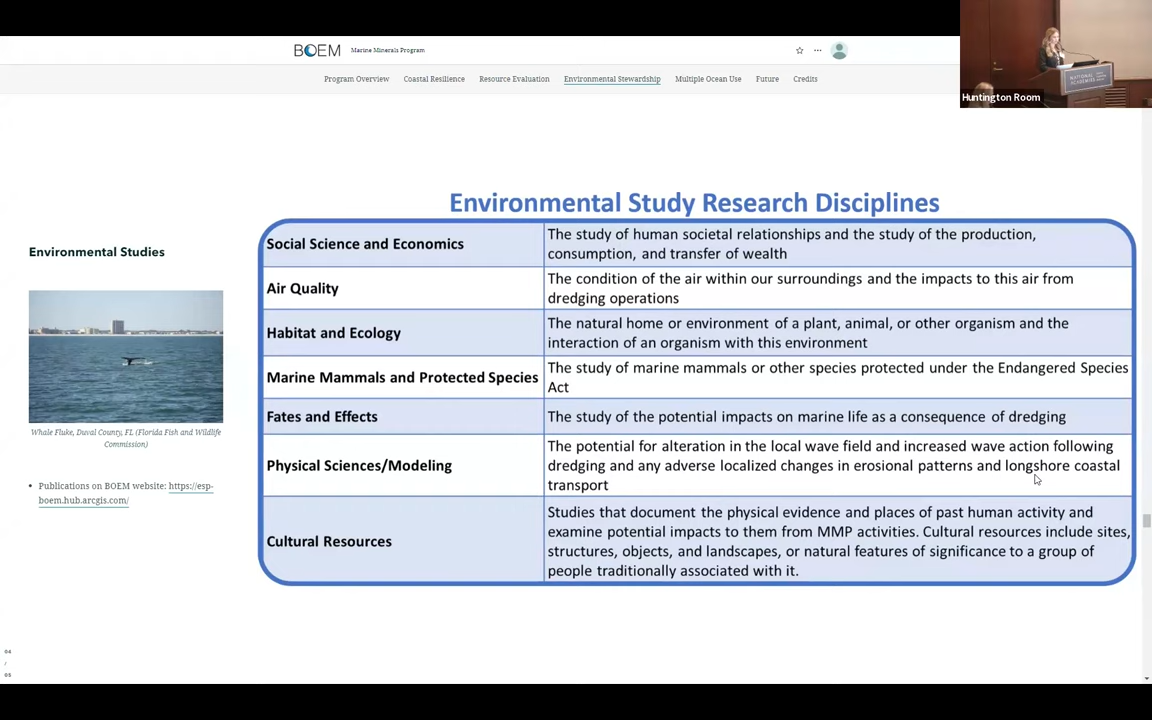 BOEM Marine Minerals Program
Program Overview Coastal Resilience Resource Evaluation Environmental Stewardship Multiple Ocean Use Future Credits
NATIONAL
ACADEMIES
Huntington Room
Environmental Study Research Disciplines
Environmental Studies
Whale Fluke, Duval County, FL (Florida Fish and Wildlife
Commission)
• Publications on BOEM website: https://esp-
boem.hub.arcgis.com/
Social Science and Economics
The study of human societal relationships and the study of the production,
consumption, and transfer of wealth
Air Quality
The condition of the air within our surroundings and the impacts to this air from
dredging operations
Habitat and Ecology
The natural home or environment of a plant, animal, or other organism and the
interaction of an organism with this environment
Marine Mammals and Protected Species
The study of marine mammals or other species protected under the Endangered Species
Act
Fates and Effects
The study of the potential impacts on marine life as a consequence of dredging
Physical Sciences/Modeling
The potential for alteration in the local wave field and increased wave action following
dredging and any adverse localized changes in erosional patterns and longshore coastal
transport
Cultural Resources
Studies that document the physical evidence and places of past human activity and
examine potential impacts to them from MMP activities. Cultural resources include sites,
structures, objects, and landscapes, or natural features of significance to a group of
people traditionally associated with it.
04
/
05